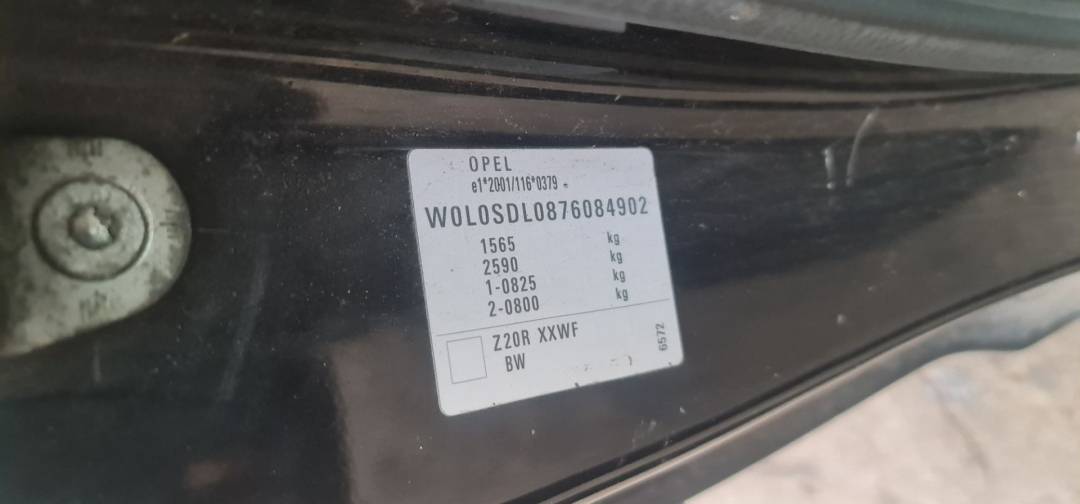 OPEL
e1*2001/116*0379 *
W0L0SDL0876084902
1565 kg
2590 kg
1-0825 kg
2-0800 kg
Z20R XXWF
BW
6572